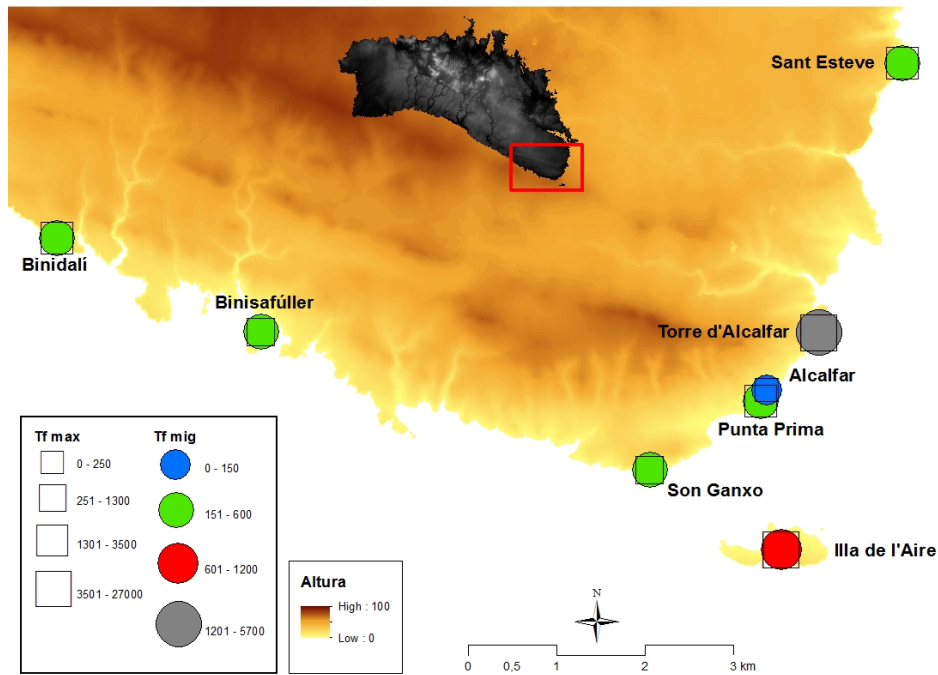 Sant Esteve
Binidalí
Binisafúller
Torre d'Alcalfar
Alcalfar
Punta Prima
Son Ganxo
Illa de l'Aire
Tf max
0 - 250
251 - 1300
1301 - 3500
3501 - 27000
Tf mig
0 - 150
151 - 600
601 - 1200
1201 - 5700
Altura
High : 100
Low : 0
N
0 0,5 1 2 3 km